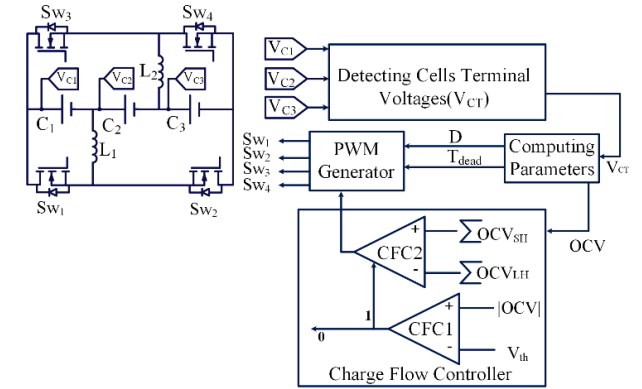 Sw3
Sw4
L2
VC1
VC2
VC3
C1
C2
C3
L1
Sw1
Sw2
VC1
VC2
VC3
Detecting Cells Terminal
Voltages(VCT)
Sw1
Sw2
Sw3
Sw4
PWM
Generator
D
Tdead
Computing
Parameters
VCT
OCV
CFC2
+
-
∑OCVSH
∑OCVLH
1
0
CFC1
+
-
|OCV|
Vth
Charge Flow Controller